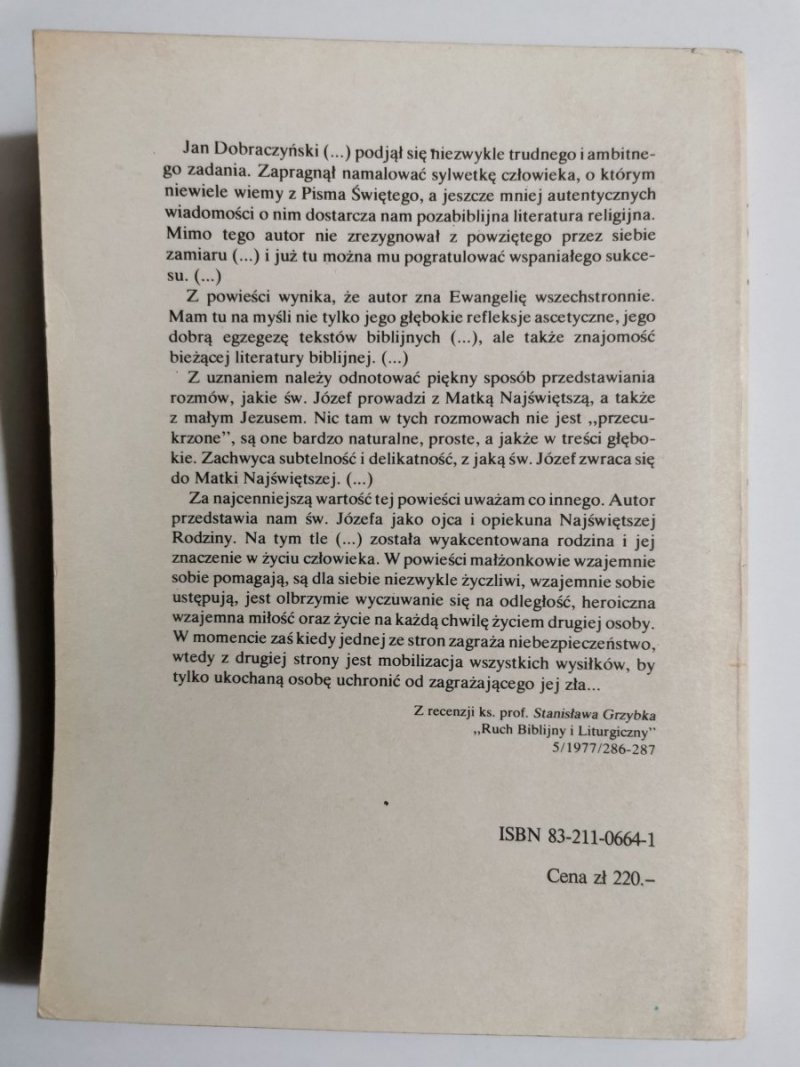 Jan Dobraczyński (...) podjął się niezwykle trudnego i ambitne-
go zadania. Zapragnął namalować sylwetkę człowieka, o którym
niewiele wiemy z Pisma Świętego, a jeszcze mniej autentycznych
wiadomości o nim dostarcza nam pozabiblijna literatura religijna.
Mimo tego autor nie zrezygnował z powziętego przez siebie
zamiaru (...) i już tu można mu pogratulować wspaniałego sukce-
su. (...)
Z powieści wynika, że autor zna Ewangelię wszechstronnie.
Mam tu na myśli nie tylko jego głębokie refleksje ascetyczne, jego
dobrą egzegezę tekstów biblijnych (...), ale także znajomość
bieżącej literatury biblijnej. (...)
Z uznaniem należy odnotować piękny sposób przedstawiania
rozmów, jakie św. Józef prowadzi z Matką Najświętszą, a także
z małym Jezusem. Nic tam w tych rozmowach nie jest „przecu-
krzone”, są one bardzo naturalne, proste, a jakże w treści głębo-
kie. Zachwyca subtelność i delikatność, z jaką św. Józef zwraca się
do Matki Najświętszej. (...)
Za najcenniejszą wartość tej powieści uważam co innego. Autor
przedstawia nam św. Józefa jako ojca i opiekuna Najświętszej
Rodziny. Na tym tle (...) została wyakcentowana rodzina i jej
znaczenie w życiu człowieka. W powieści małżonkowie wzajemnie
sobie pomagają, są dla siebie niezwykle życzliwi, wzajemnie sobie
ustępują, jest olbrzymie wyczuwanie się na odległość, heroiczna
wzajemna miłość oraz życie na każdą chwilę życiem drugiej osoby.
W momencie zaś kiedy jednej ze stron zagraża niebezpieczeństwo,
wtedy z drugiej strony jest mobilizacja wszystkich wysiłków, by
tylko ukochaną osobę uchronić od zagrażającego jej zła...
Z recenzji ks. prof. Stanisława Grzybka
„Ruch Biblijny i Liturgiczny”
5/1977/286-287
ISBN 83-211-0664-1
Cena zł 220.–